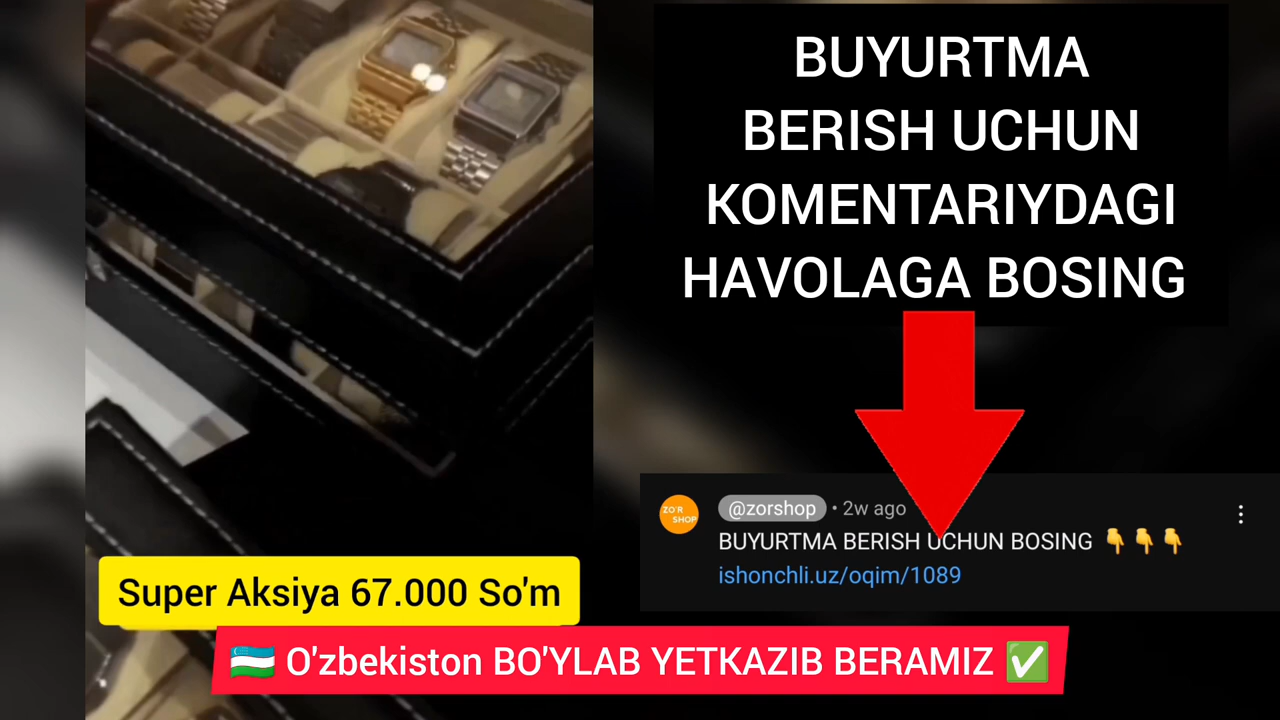 BUYURTMA
BERISH UCHUN
KOMENTARIYDAGI
HAVOLAGA BOSING
ZO'R
SHOP
@zorshop • 2w ago
BUYURTMA BERISH UCHUN BOSING 👇👇👇
ishonchli.uz/oqim/1089
Super Aksiya 67.000 So'm
🇺🇿 O'zbekiston BO'YLAB YETKAZIB BERAMIZ ✅